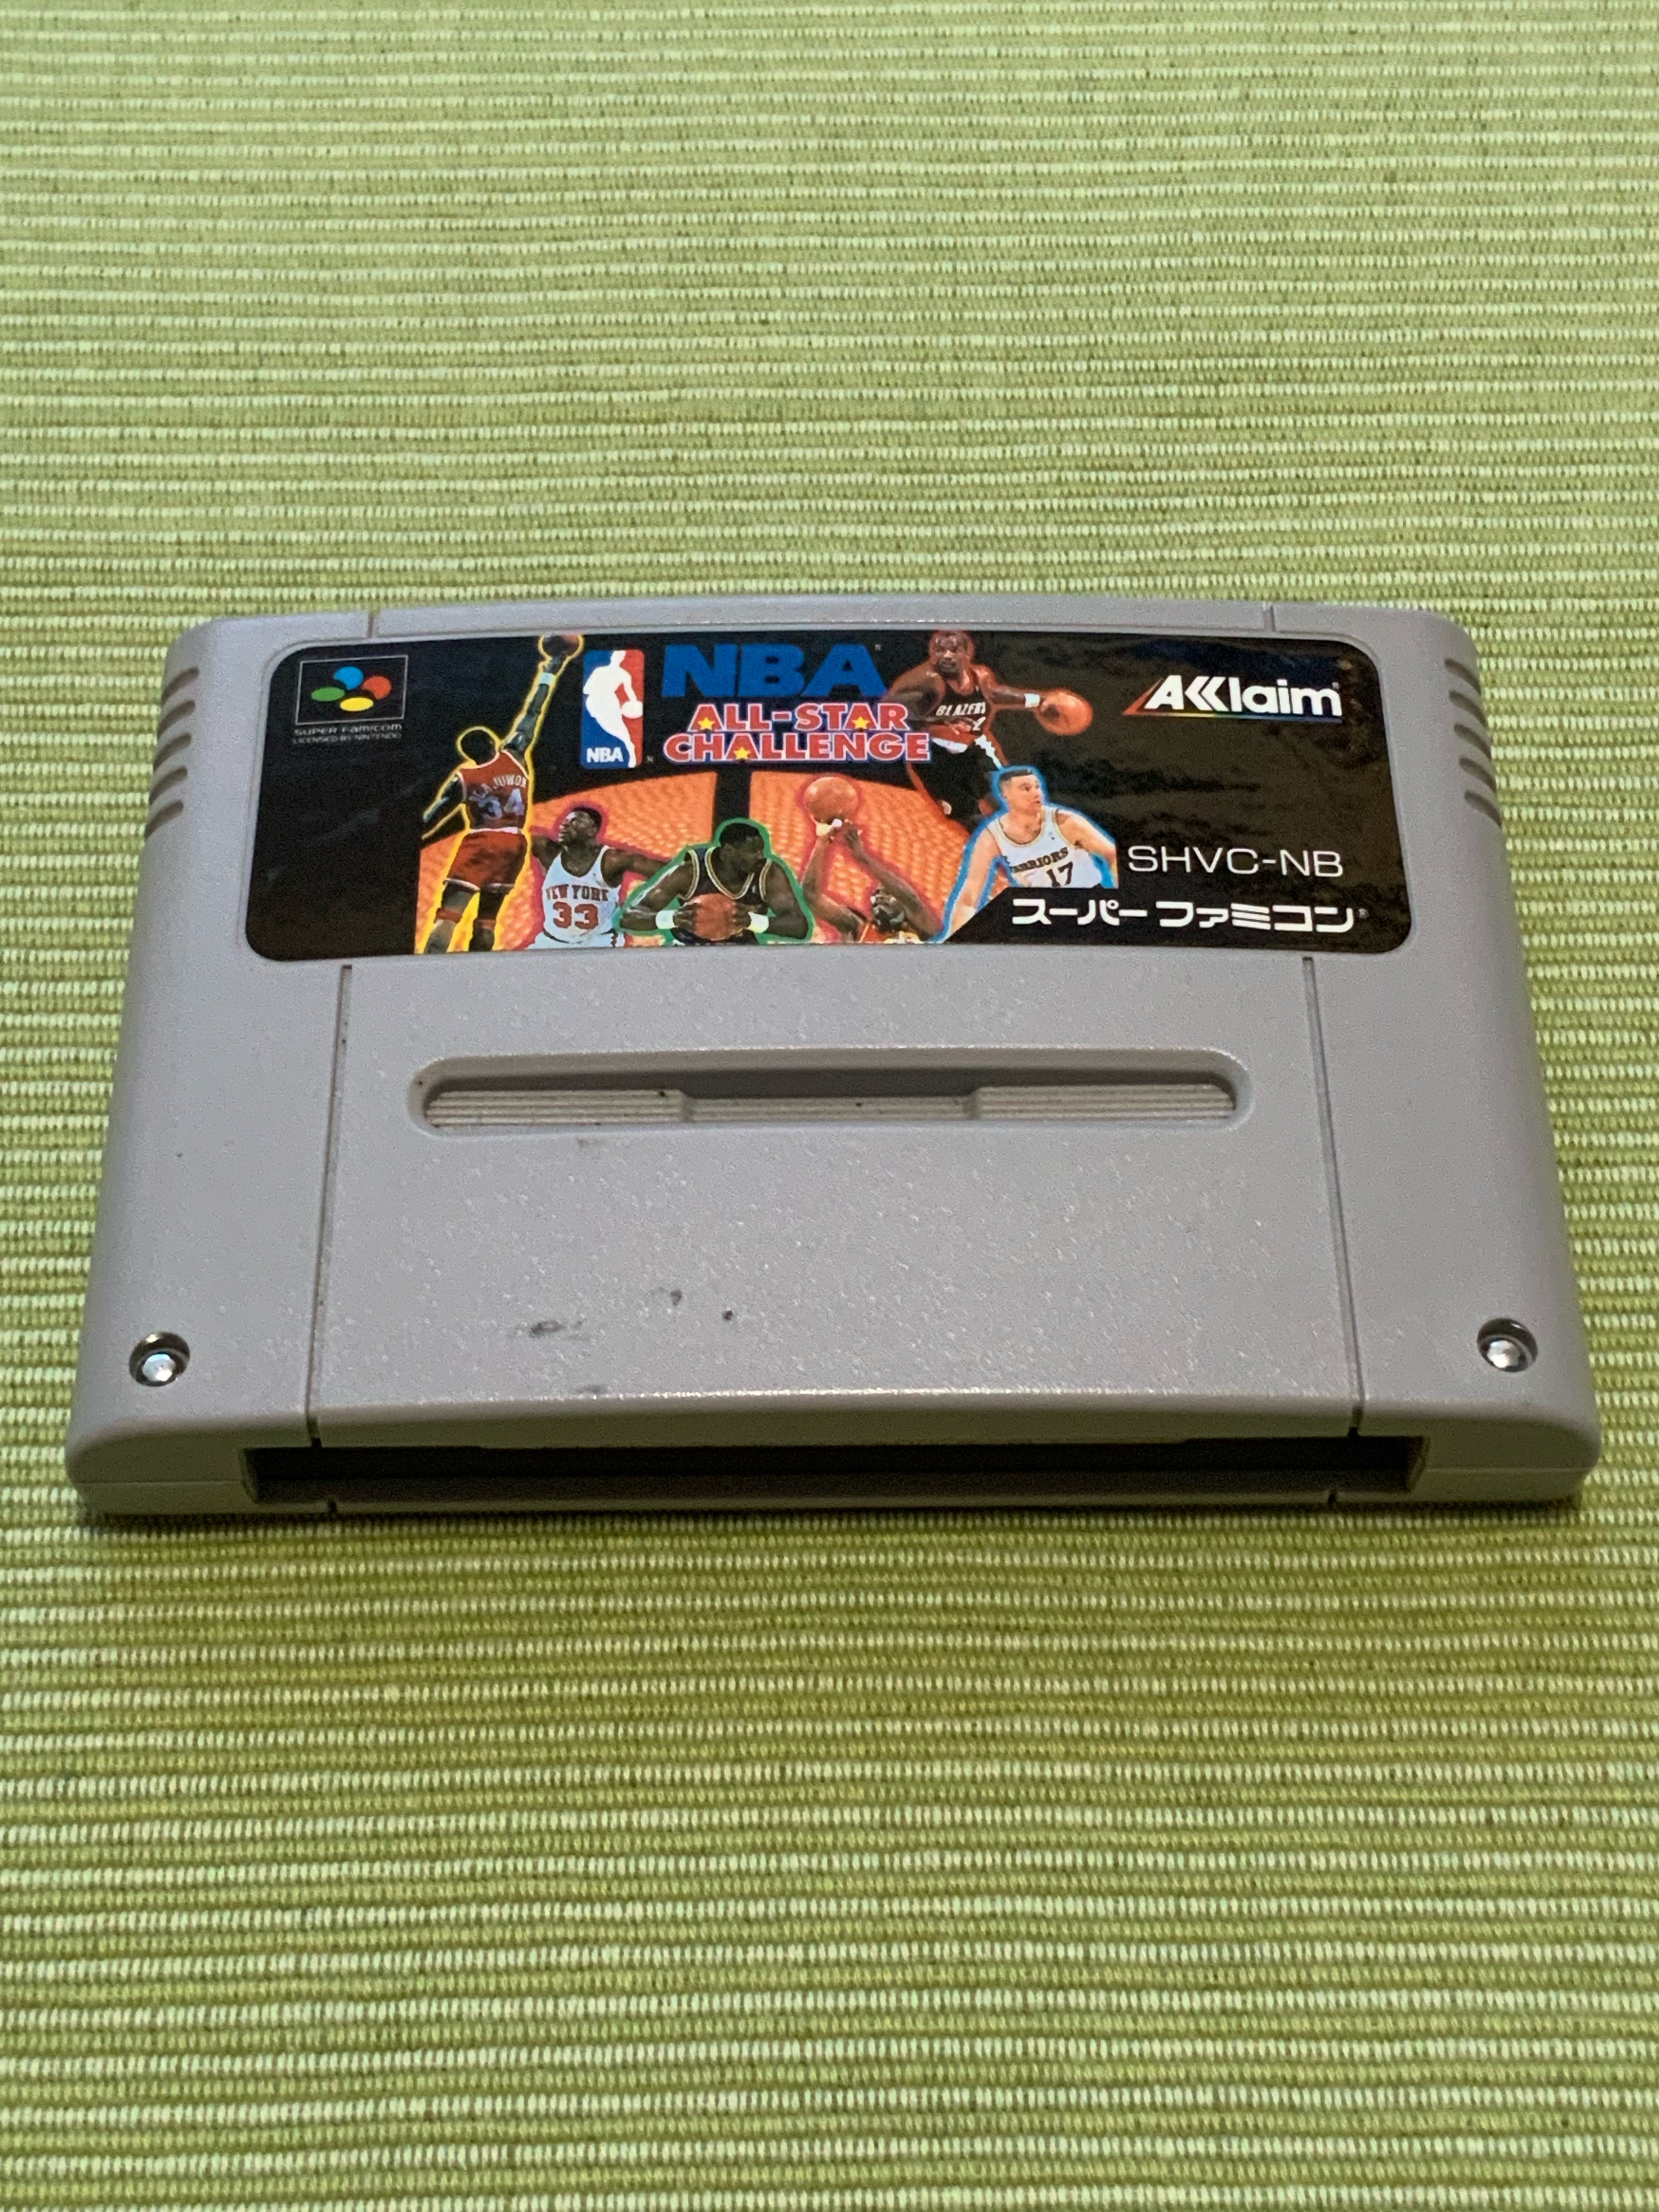 SUPER FAMICOM
LICENSED BY NINTENDO
NBA
NBA
ALL-STAR
CHALLENGE
AKKlaim
34
NEW YORK
33
BLAZERS
WARRIORS
17
SHVC-NB
スーパーファミコン